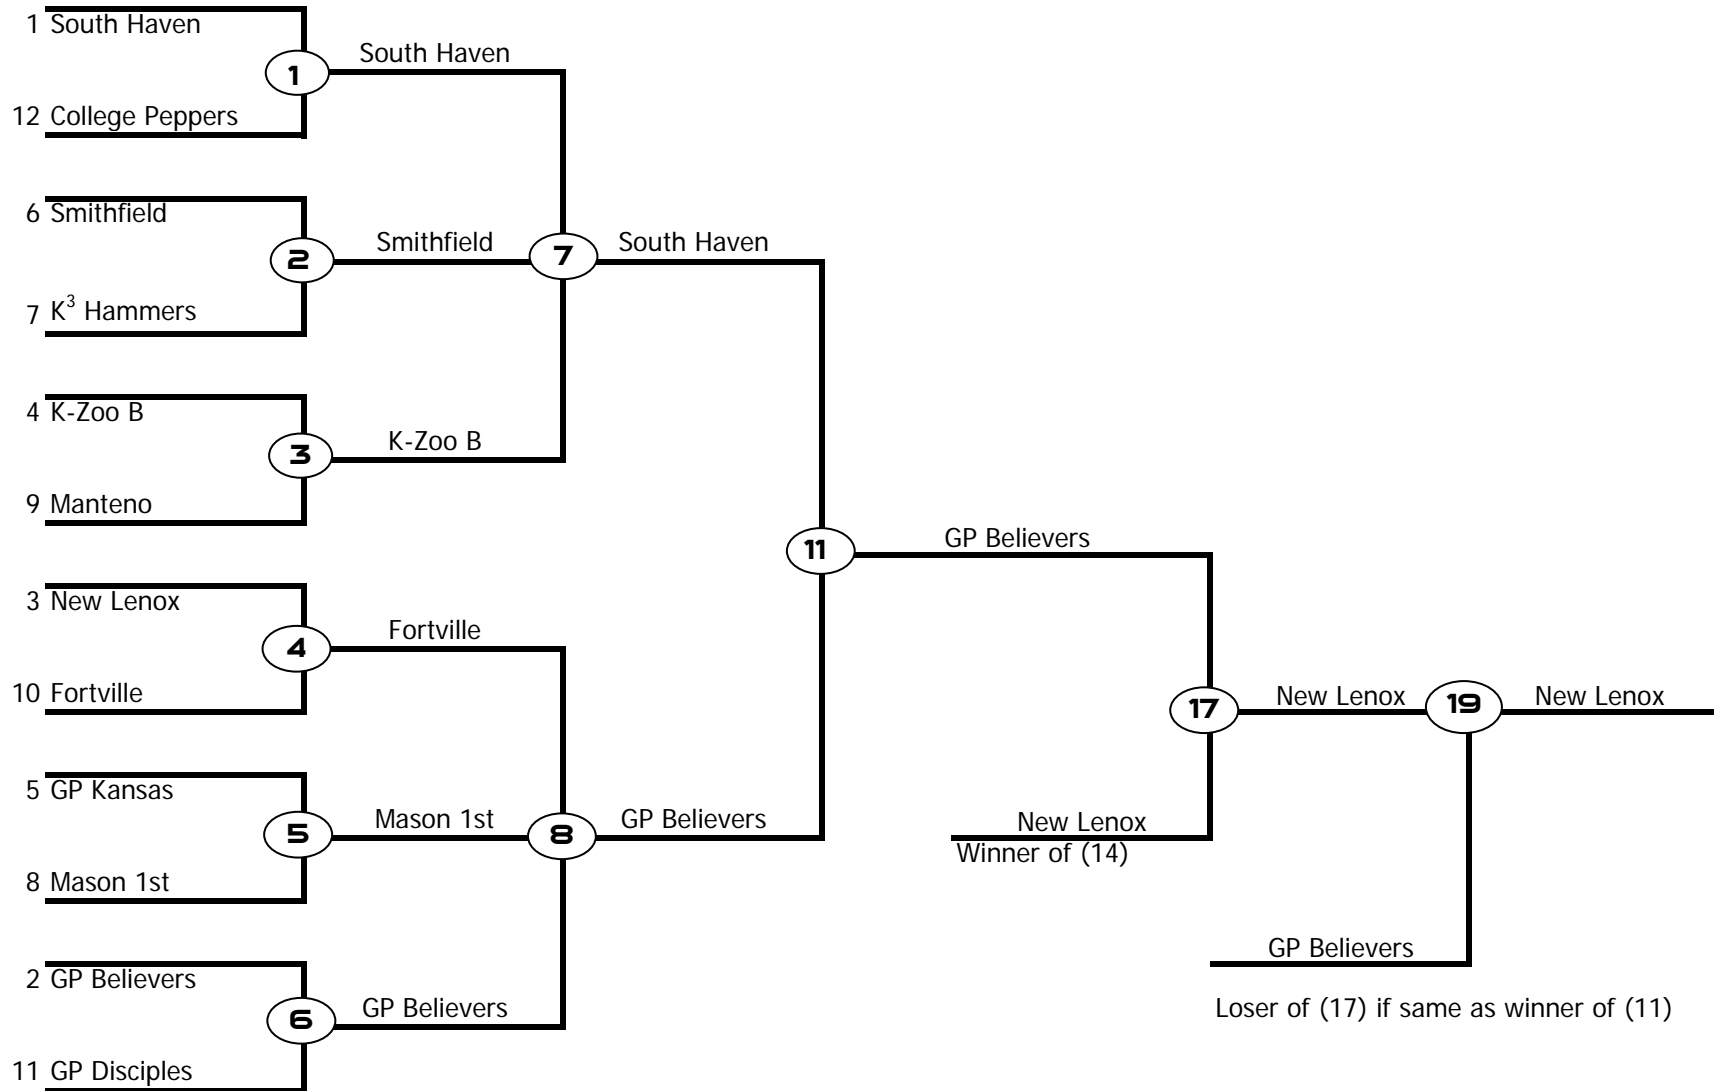 1 South Haven
1
South Haven
12 College Peppers
6 Smithfield
2
Smithfield
7
South Haven
7 K³ Hammers
4 K-Zoo B
3
K-Zoo B
9 Manteno
11
GP Believers
3 New Lenox
4
Fortville
10 Fortville
17
New Lenox
19
New Lenox
5 GP Kansas
5
Mason 1st
8
GP Believers
New Lenox
Winner of (14)
8 Mason 1st
2 GP Believers
6
GP Believers
GP Believers
Loser of (17) if same as winner of (11)
11 GP Disciples